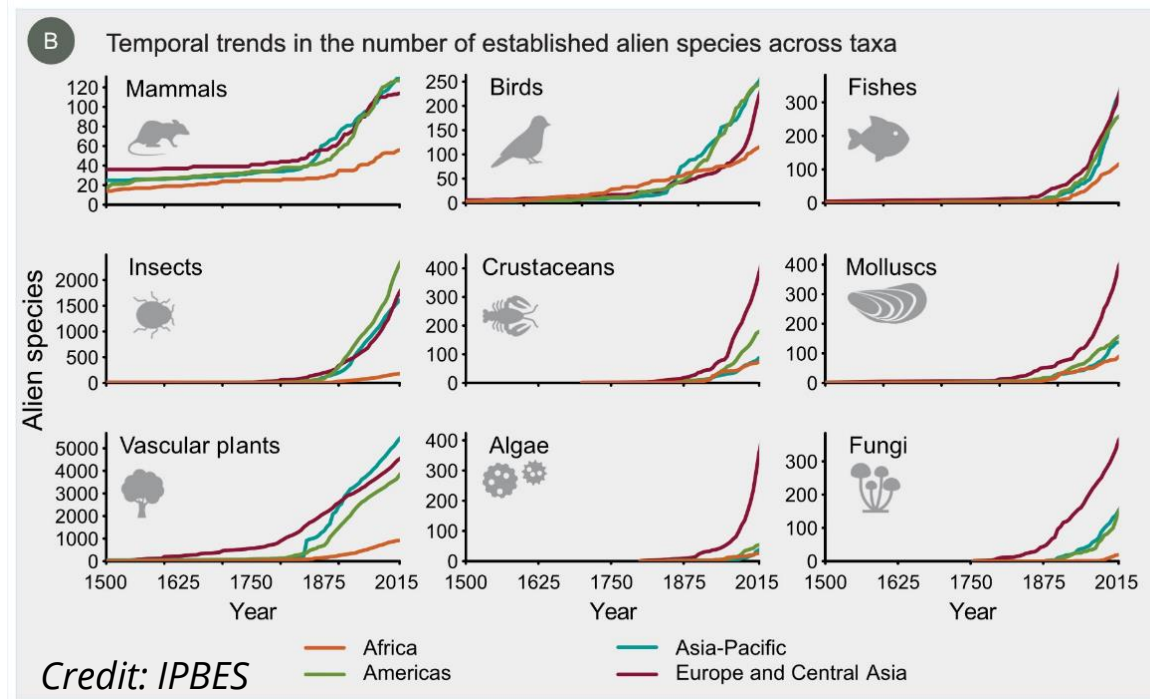 B Temporal trends in the number of established alien species across taxa
Mammals
120
100
80
60
40
20
0
Birds
250
200
150
100
50
0
Fishes
300
200
100
0
Alien species
Insects
2000
1500
1000
500
0
Crustaceans
400
300
200
100
0
Molluscs
400
300
200
100
0
Vascular plants
5000
4000
3000
2000
1000
0
1500 1625 1750 1875 2015
Year
Algae
400
300
200
100
0
1500 1625 1750 1875 2015
Year
Fungi
300
200
100
0
1500 1625 1750 1875 2015
Year
Africa
Asia-Pacific
Americas
Europe and Central Asia
Credit: IPBES